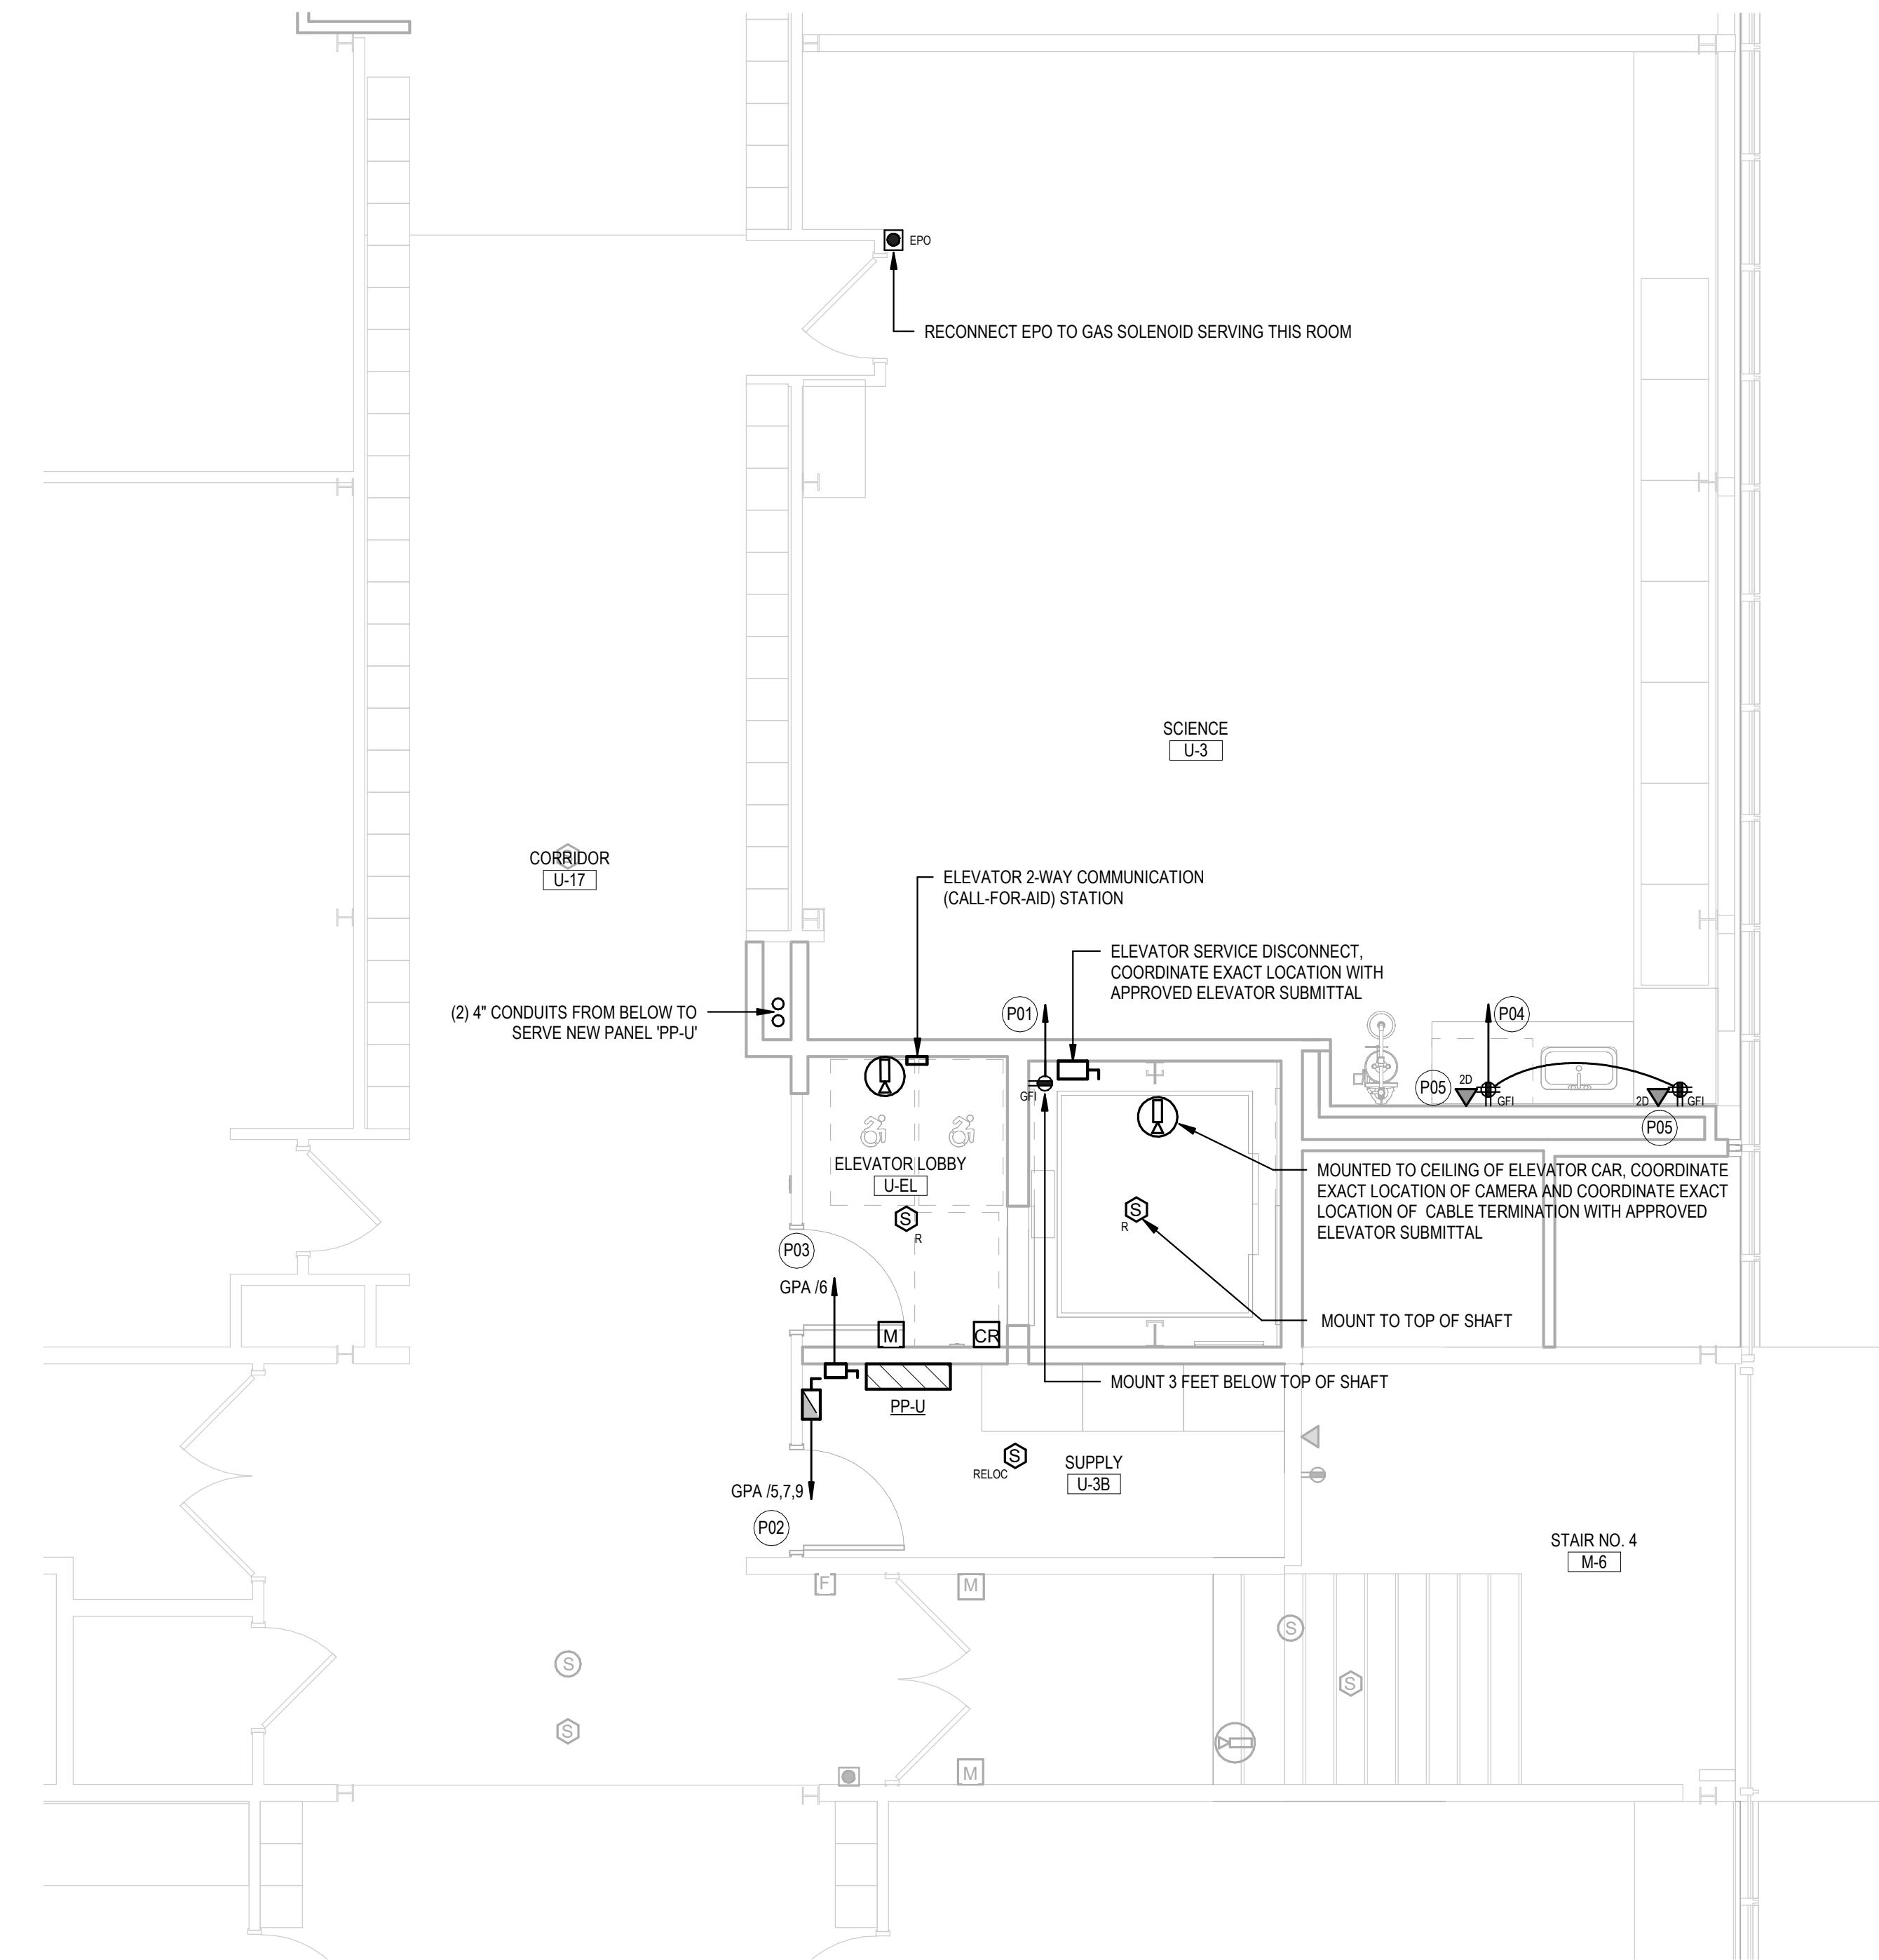 EPO
RECONNECT EPO TO GAS SOLENOID SERVING THIS ROOM
SCIENCE
U-3
CORRIDOR
U-17
S
ELEVATOR 2-WAY COMMUNICATION
(CALL-FOR-AID) STATION
ELEVATOR SERVICE DISCONNECT,
COORDINATE EXACT LOCATION WITH
APPROVED ELEVATOR SUBMITTAL
(2) 4" CONDUITS FROM BELOW TO
SERVE NEW PANEL 'PP-U'
P01
P04
GFI
P05
2D
GFI
2D
GFI
P05
ELEVATOR LOBBY
U-EL
S
R
S
R
MOUNTED TO CEILING OF ELEVATOR CAR, COORDINATE
EXACT LOCATION OF CAMERA AND COORDINATE EXACT
LOCATION OF CABLE TERMINATION WITH APPROVED
ELEVATOR SUBMITTAL
P03
GPA /6
MOUNT TO TOP OF SHAFT
M
CR
MOUNT 3 FEET BELOW TOP OF SHAFT
PP-U
S
RELOC
SUPPLY
U-3B
GPA /5,7,9
P02
STAIR NO. 4
M-6
F
M
S
S
S
S
M